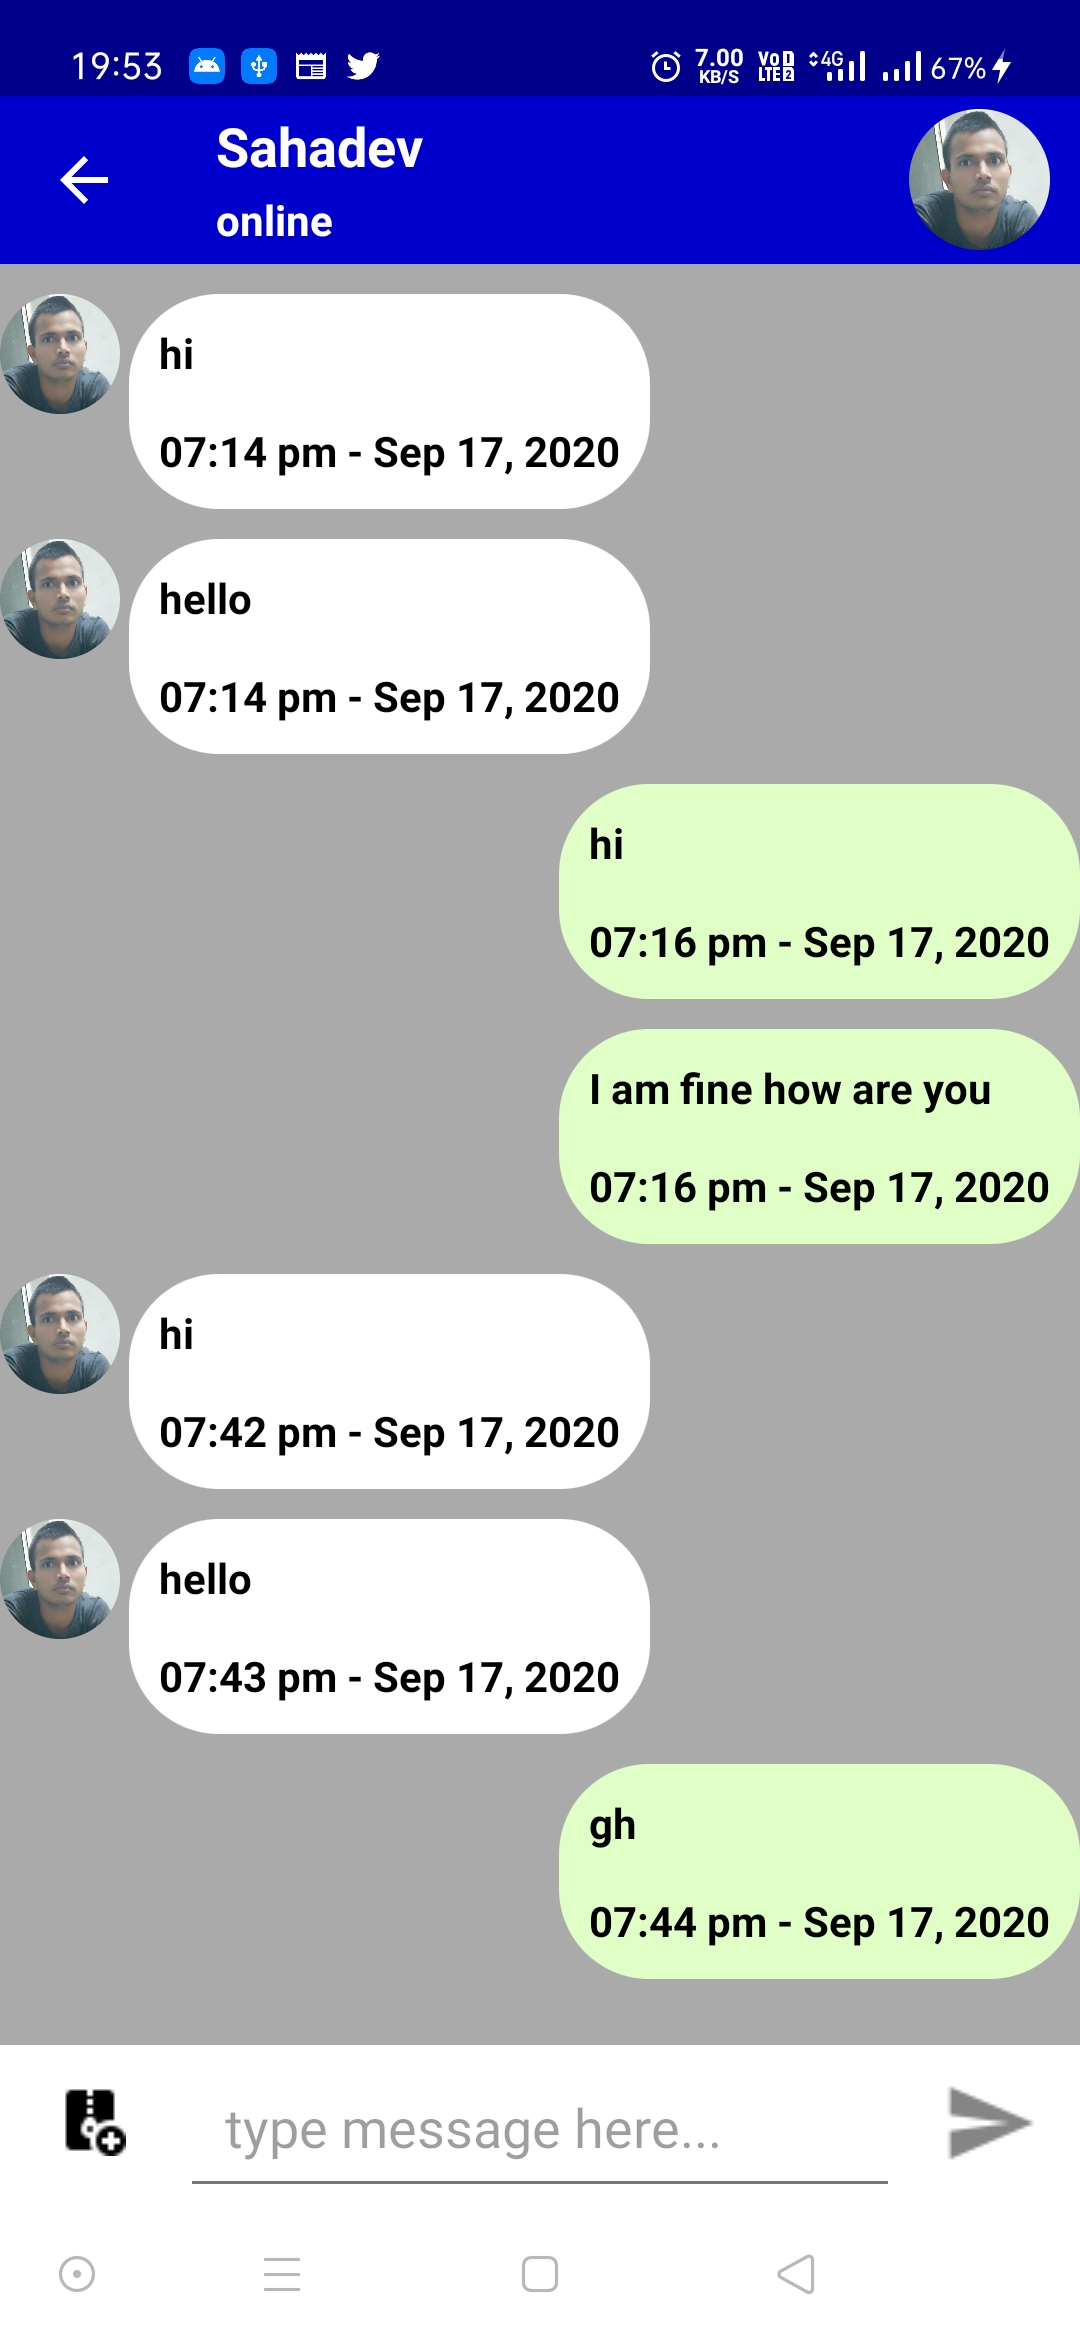 19:53 7.00 KB/S VoD LTE2 4G 67%
Sahadev
online
hi
07:14 pm - Sep 17, 2020
hello
07:14 pm - Sep 17, 2020
hi
07:16 pm - Sep 17, 2020
I am fine how are you
07:16 pm - Sep 17, 2020
hi
07:42 pm - Sep 17, 2020
hello
07:43 pm - Sep 17, 2020
gh
07:44 pm - Sep 17, 2020
type message here...